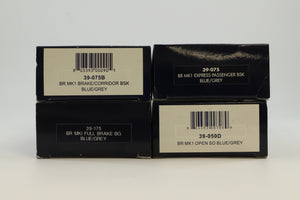 39-075B
BR MK1 BRAKE/CORRIDOR BSK
BLUE/GREY
39-075
BR MK1 EXPRESS PASSENGER BSK
BLUE/GREY
39-175
BR MK1 FULL BRAKE BG
BLUE/GREY
39-050D
BR MK1 OPEN SO BLUE/GREY